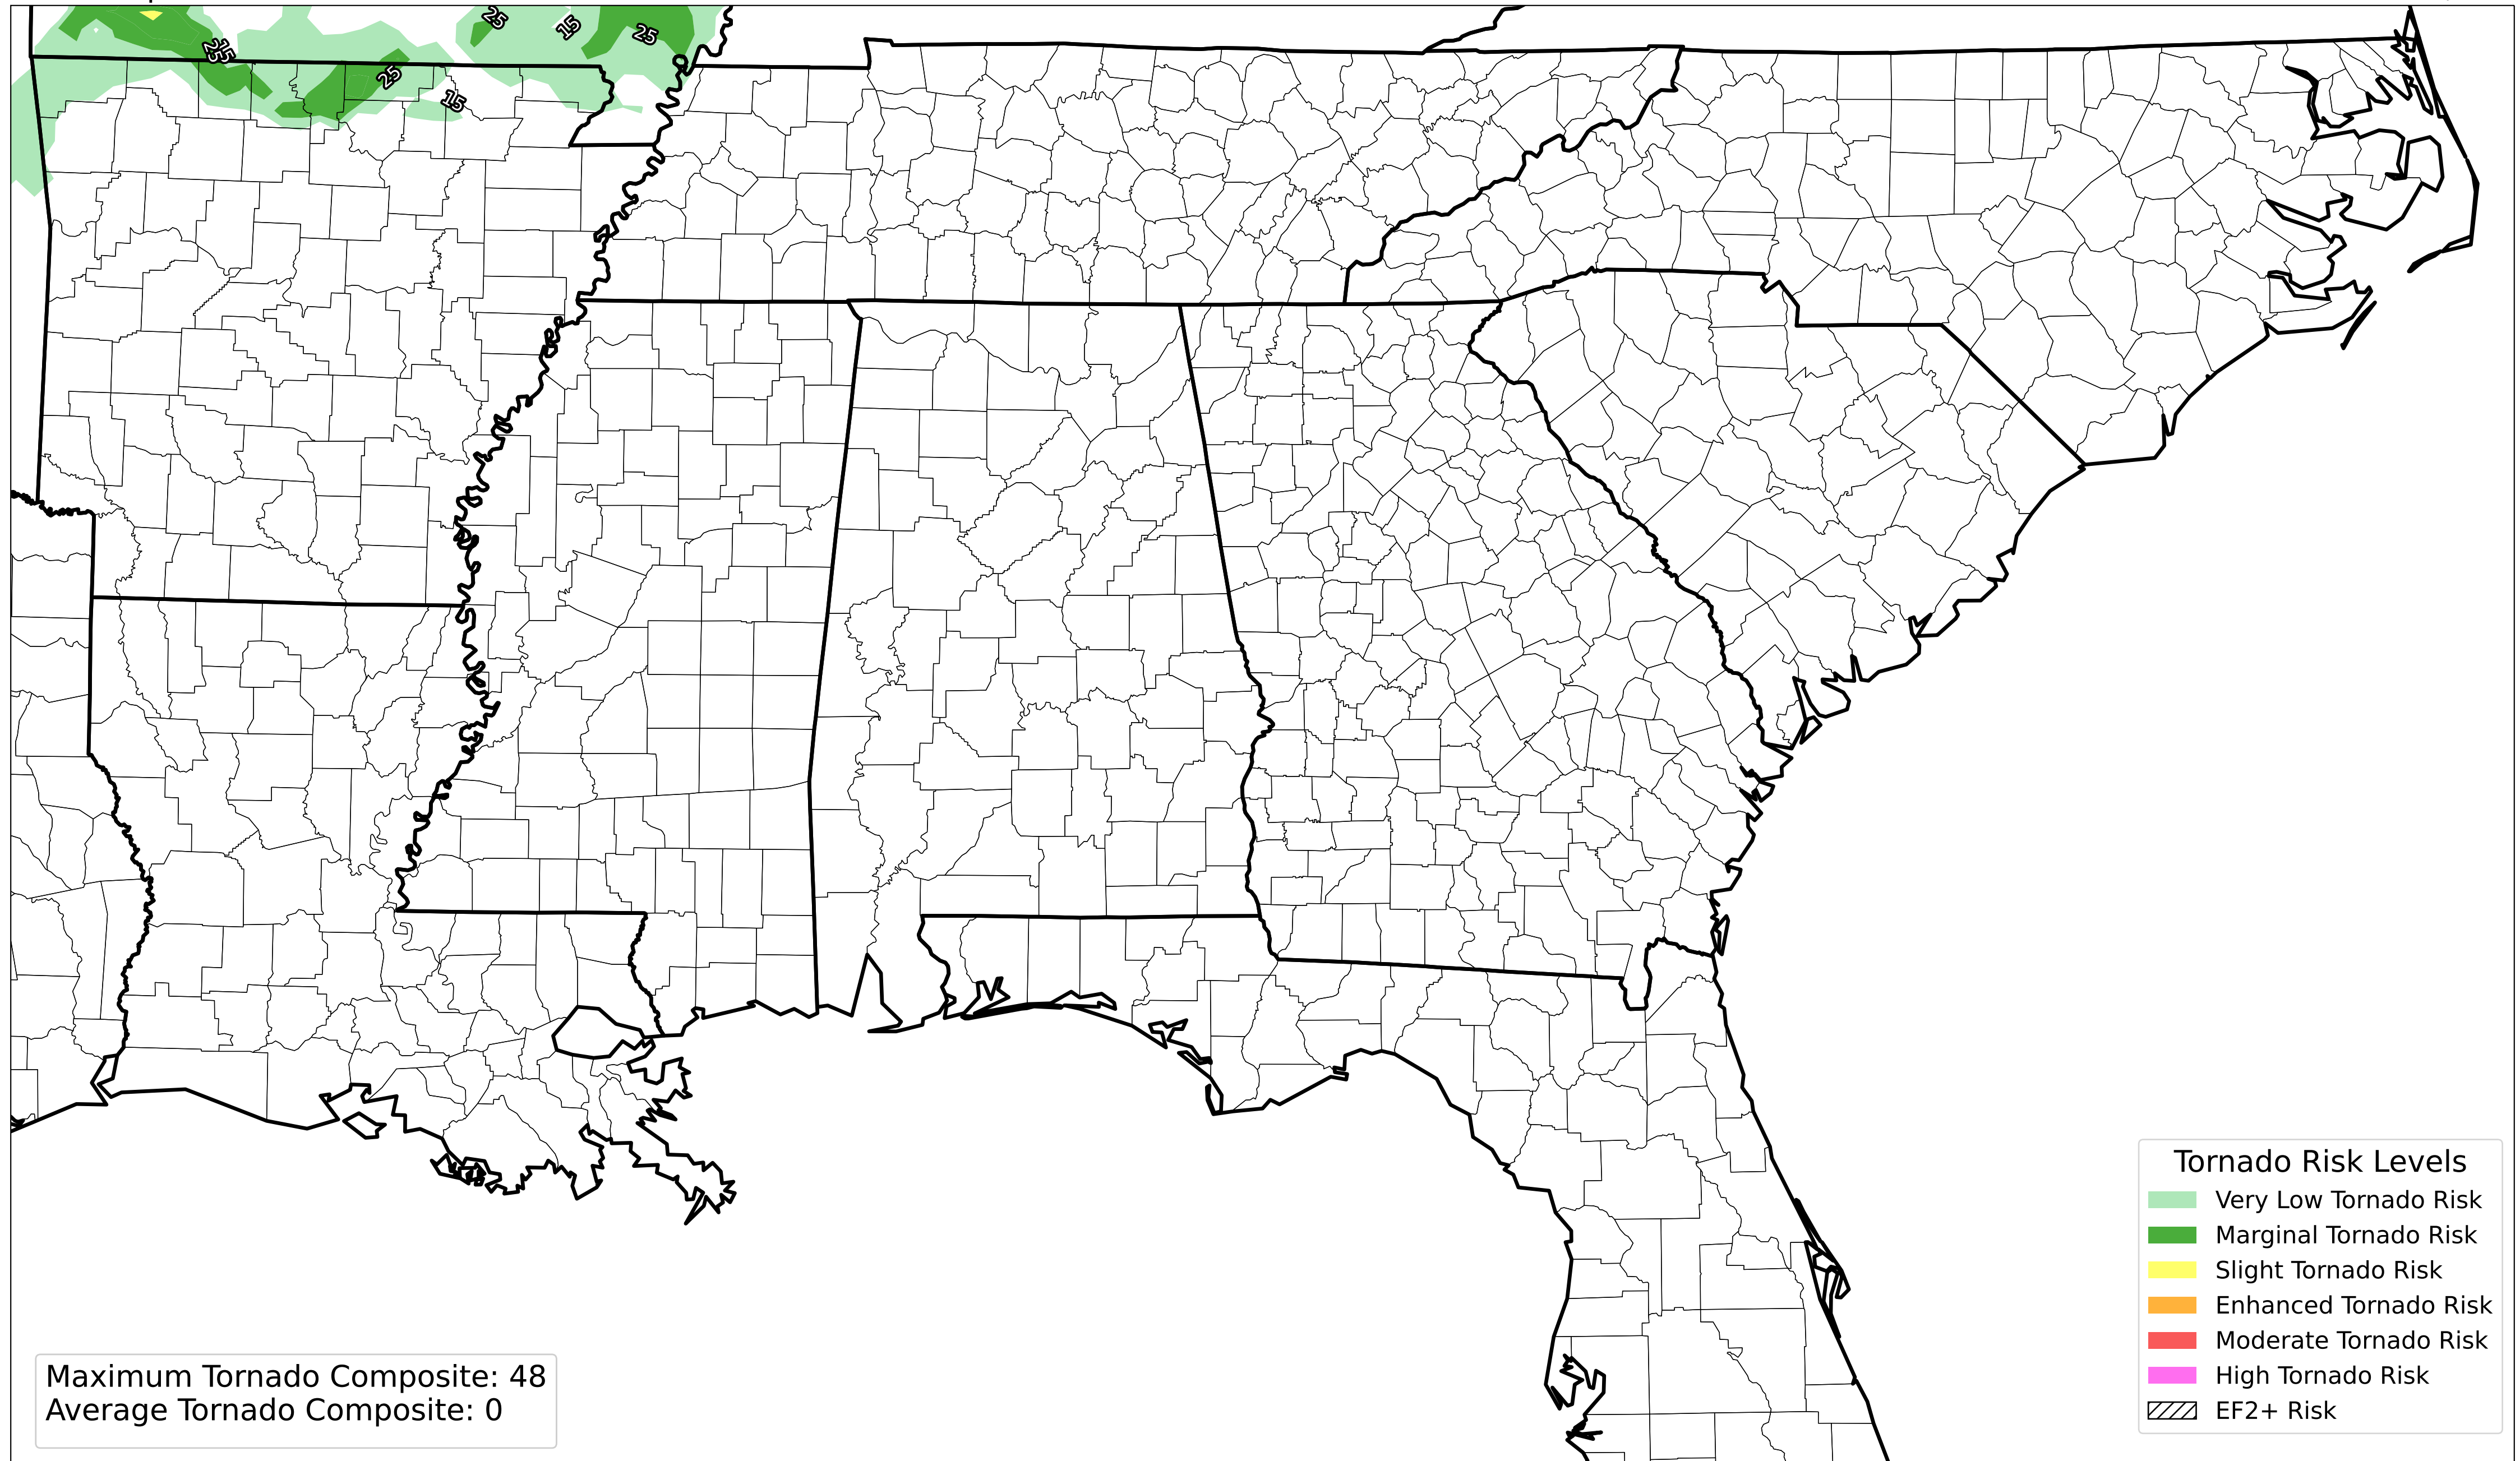 25
15
25
25
15
25
15
Tornado Risk Levels
Very Low Tornado Risk
Marginal Tornado Risk
Slight Tornado Risk
Enhanced Tornado Risk
Moderate Tornado Risk
High Tornado Risk
EF2+ Risk
Maximum Tornado Composite: 48
Average Tornado Composite: 0